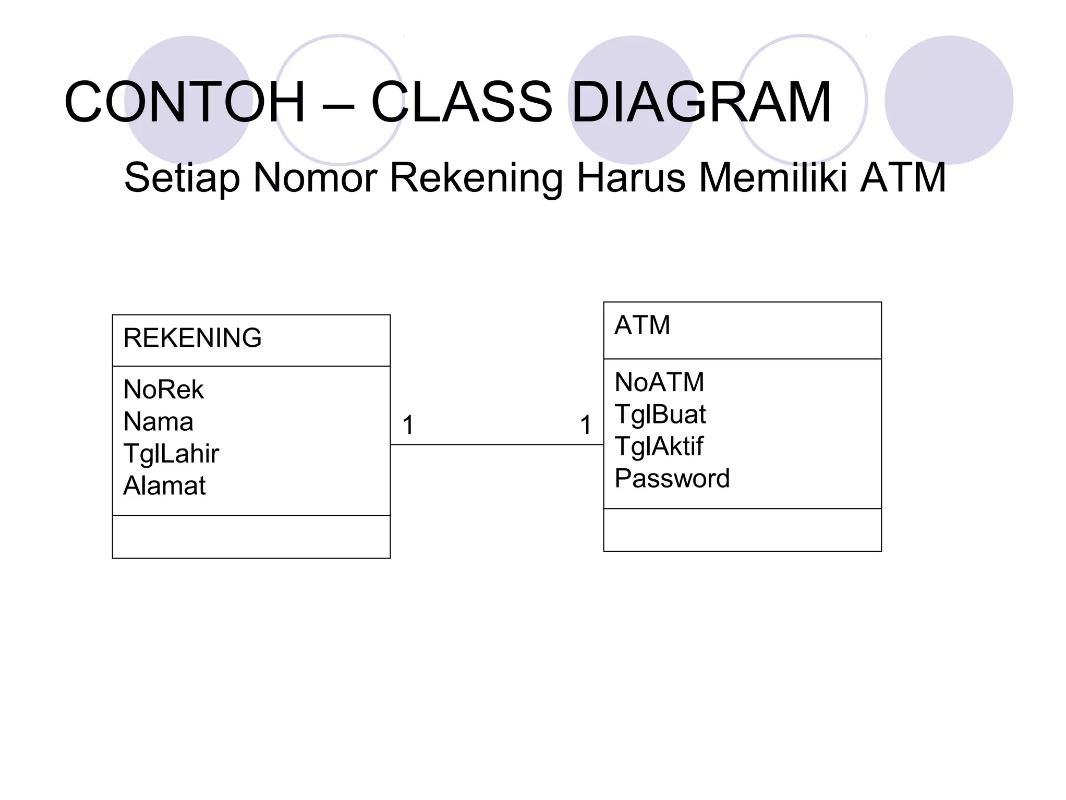 CONTOH – CLASS DIAGRAM
Setiap Nomor Rekening Harus Memiliki ATM
REKENING
NoRek
Nama
TglLahir
Alamat
1
1
ATM
NoATM
TglBuat
TglAktif
Password